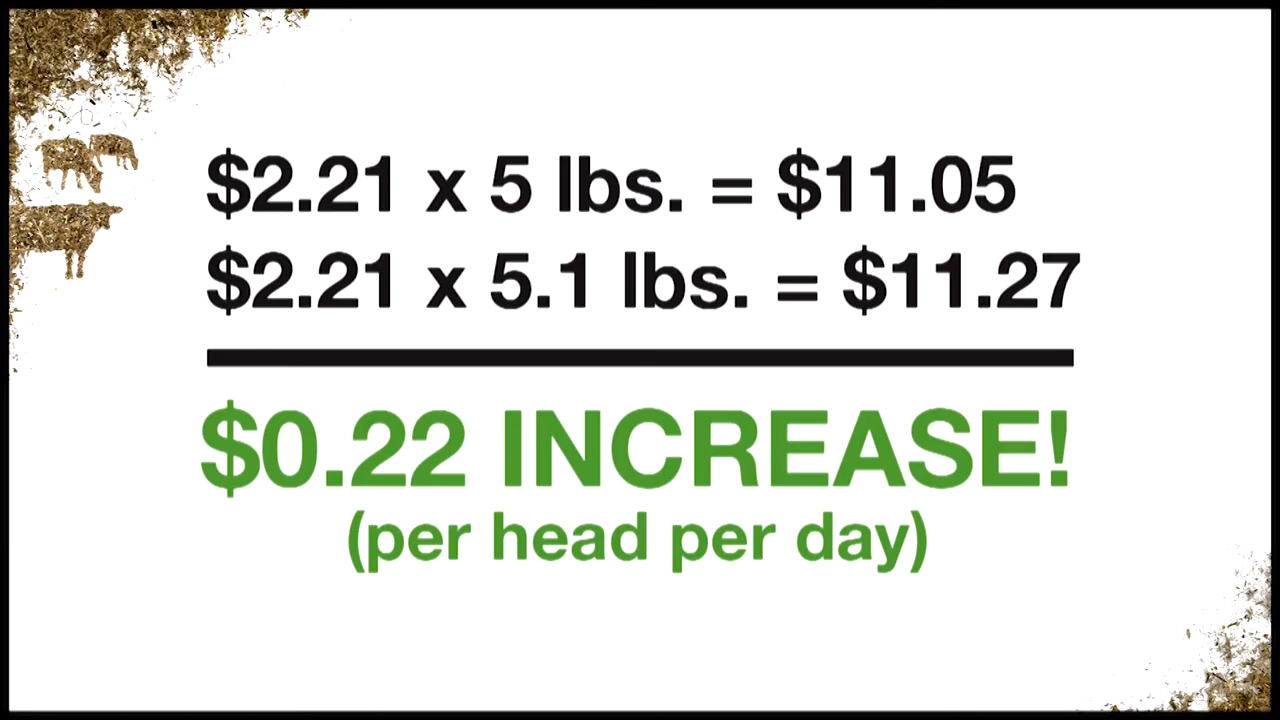 $2.21 x 5 lbs. = $11.05
$2.21 x 5.1 lbs. = $11.27
$0.22 INCREASE!
(per head per day)